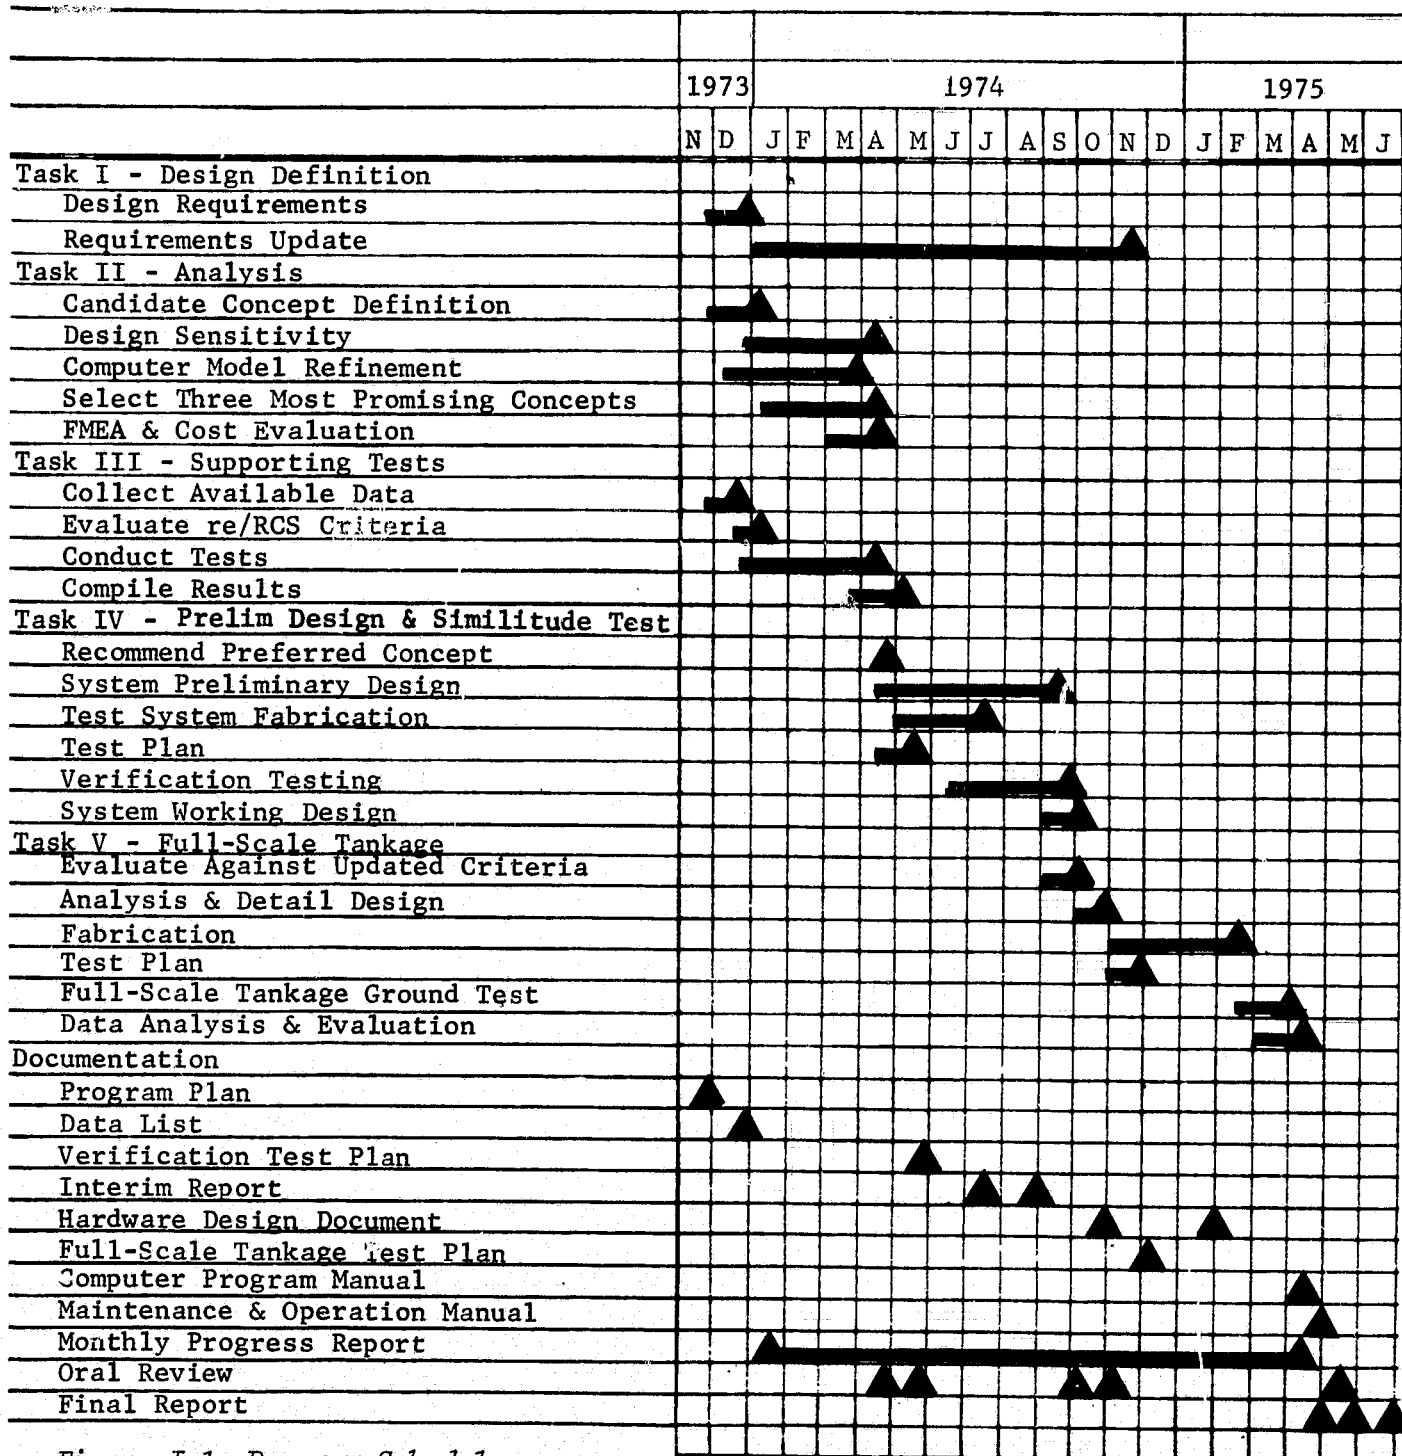 1973 1974 1975
N D J F M A M J J A S O N D J F M A M J
Task I - Design Definition
Design Requirements
Requirements Update
Task II - Analysis
Candidate Concept Definition
Design Sensitivity
Computer Model Refinement
Select Three Most Promising Concepts
FMEA & Cost Evaluation
Task III - Supporting Tests
Collect Available Data
Evaluate re/RCS Criteria
Conduct Tests
Compile Results
Task IV - Prelim Design & Similitude Test
Recommend Preferred Concept
System Preliminary Design
Test System Fabrication
Test Plan
Verification Testing
System Working Design
Task V - Full-Scale Tankage
Evaluate Against Updated Criteria
Analysis & Detail Design
Fabrication
Test Plan
Full-Scale Tankage Ground Test
Data Analysis & Evaluation
Documentation
Program Plan
Data List
Verification Test Plan
Interim Report
Hardware Design Document
Full-Scale Tankage Test Plan
Computer Program Manual
Maintenance & Operation Manual
Monthly Progress Report
Oral Review
Final Report